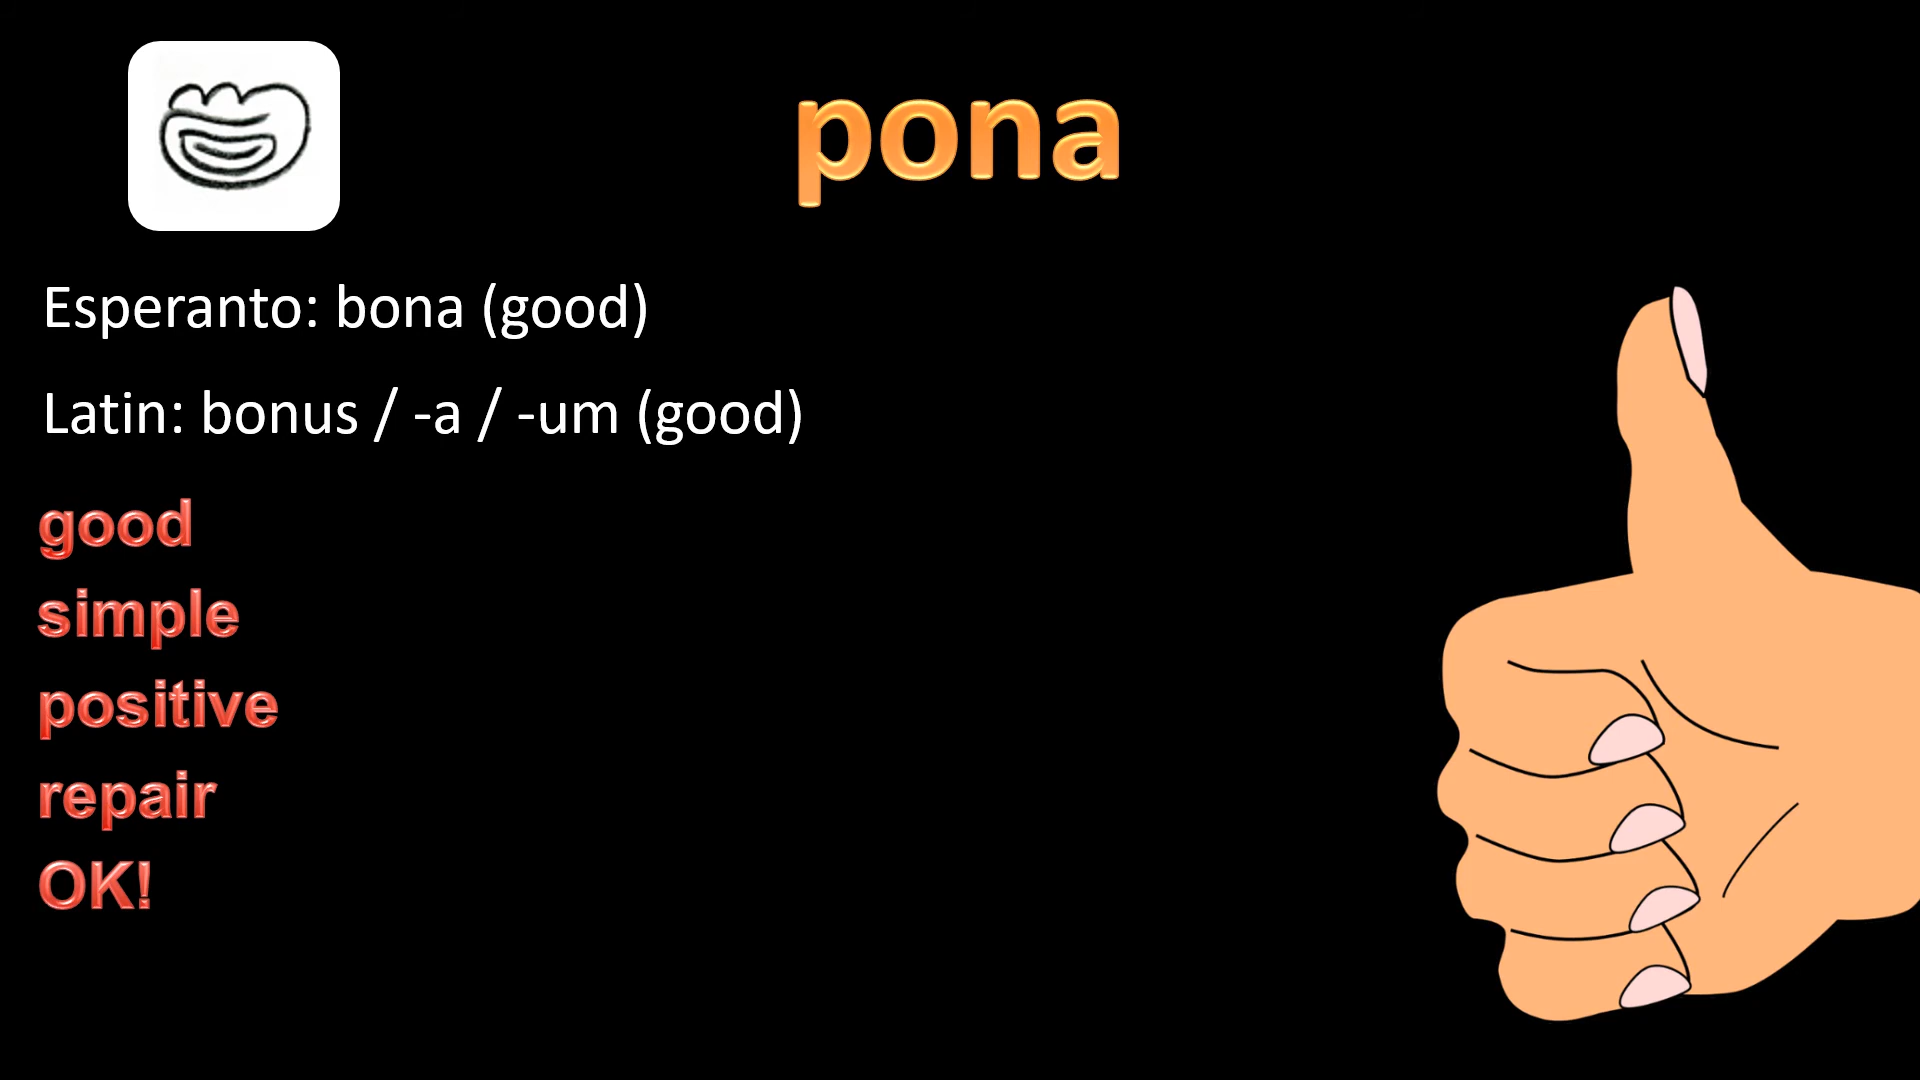 pona
Esperanto: bona (good)
Latin: bonus / -a / -um (good)
good
simple
positive
repair
OK!